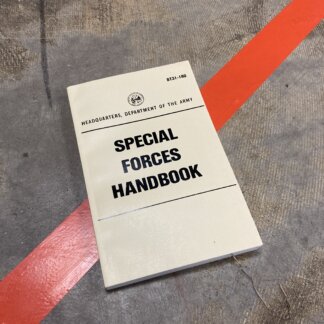 ST31-180
HEADQUARTERS, DEPARTMENT OF THE ARMY
SPECIAL
FORCES
HANDBOOK